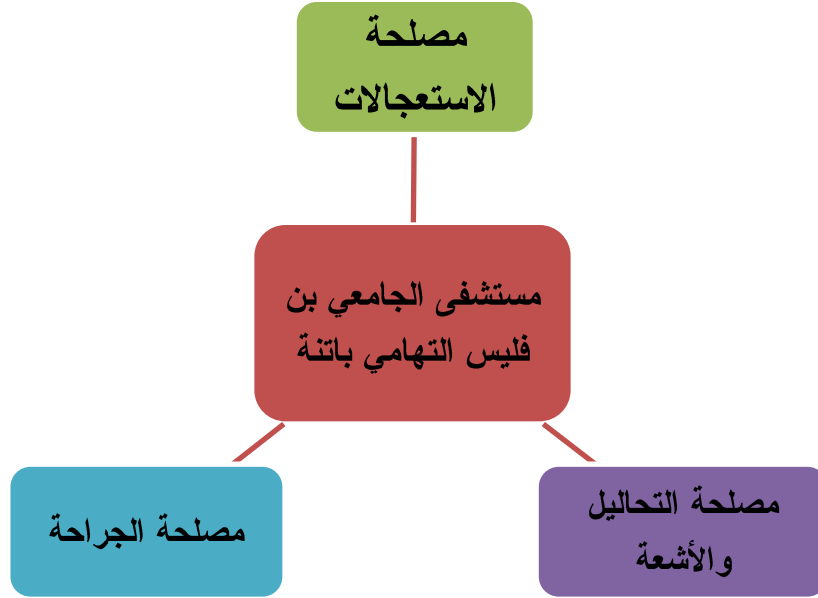 مصلحة
الاستعجالات
مستشفى الجامعي بن
فليس التهامي باتنة
مصلحة التحاليل
والأشعة
مصلحة الجراحة